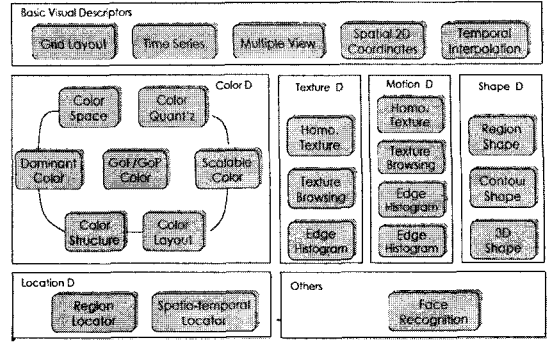 Basic Visual Descriptors
Grid Layout
Time Series
Multiple View
Spatial 2D
Coordinates
Temporal
Interpolation
Color D
Color
Space
Color
Quant'z
Dominant
Color
GoF/GoP
Color
Scalable
Color
Color
Structure
Color
Layout
Texture D
Homo.
Texture
Texture
Browsing
Edge
Histogram
Motion D
Homo.
Texture
Texture
Browsing
Edge
Histogram
Edge
Histogram
Shape D
Region
Shape
Contour
Shape
3D
Shape
Location D
Region
Locator
Spatio-temporal
Locator
Others
Face
Recognition